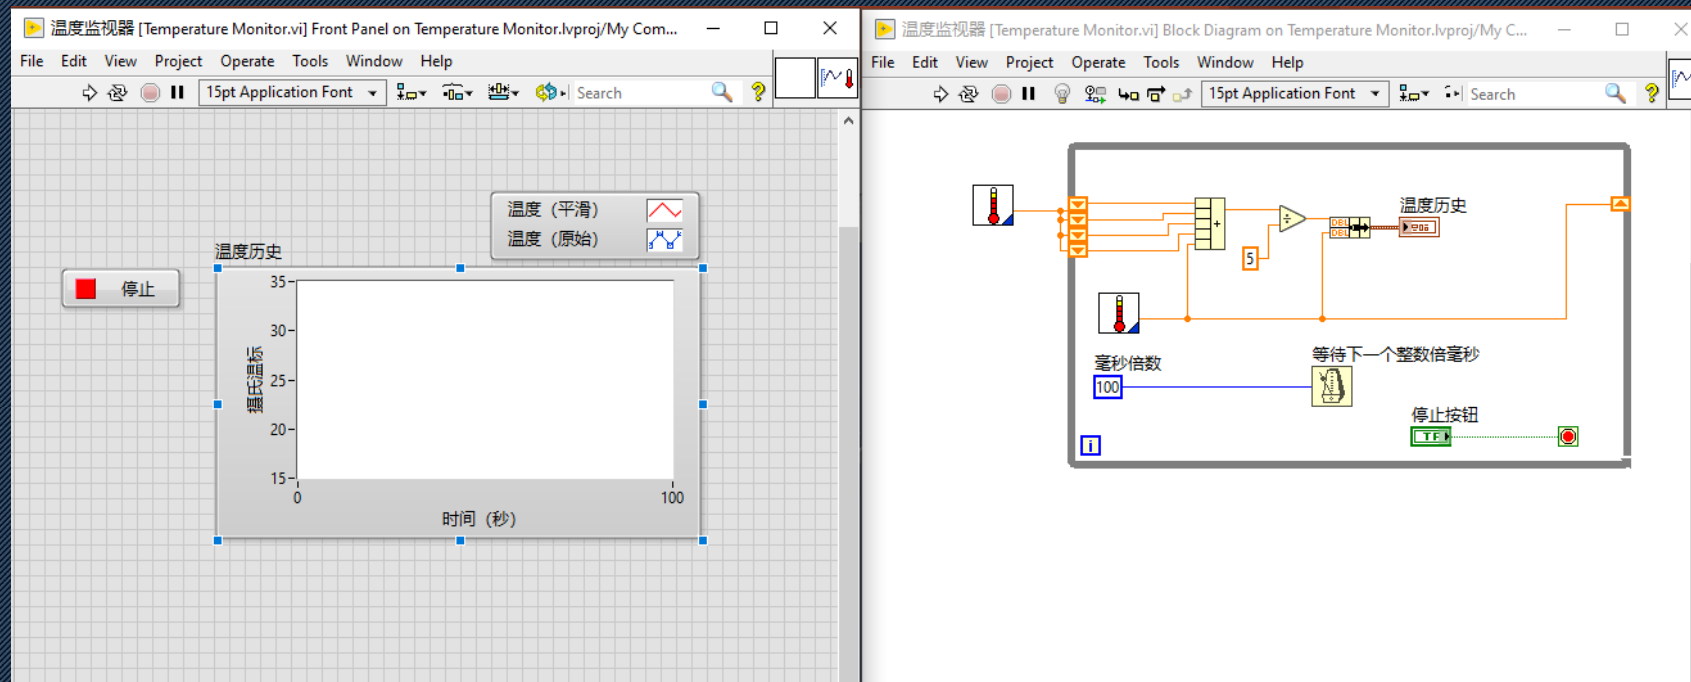 温度监视器 [Temperature Monitor.vi] Front Panel on Temperature Monitor.lvproj/My Com...
File Edit View Project Operate Tools Window Help
15pt Application Font
Search
?
温度 (平滑)
温度 (原始)
温度历史
停止
35
30
25
20
15
摄氏温标
0
100
时间 (秒)
温度监视器 [Temperature Monitor.vi] Block Diagram on Temperature Monitor.lvproj/My C...
File Edit View Project Operate Tools Window Help
15pt Application Font
Search
?
温度历史
+
÷
DBL
DBL
5
毫秒倍数
100
等待下一个整数倍毫秒
停止按钮
TF
i